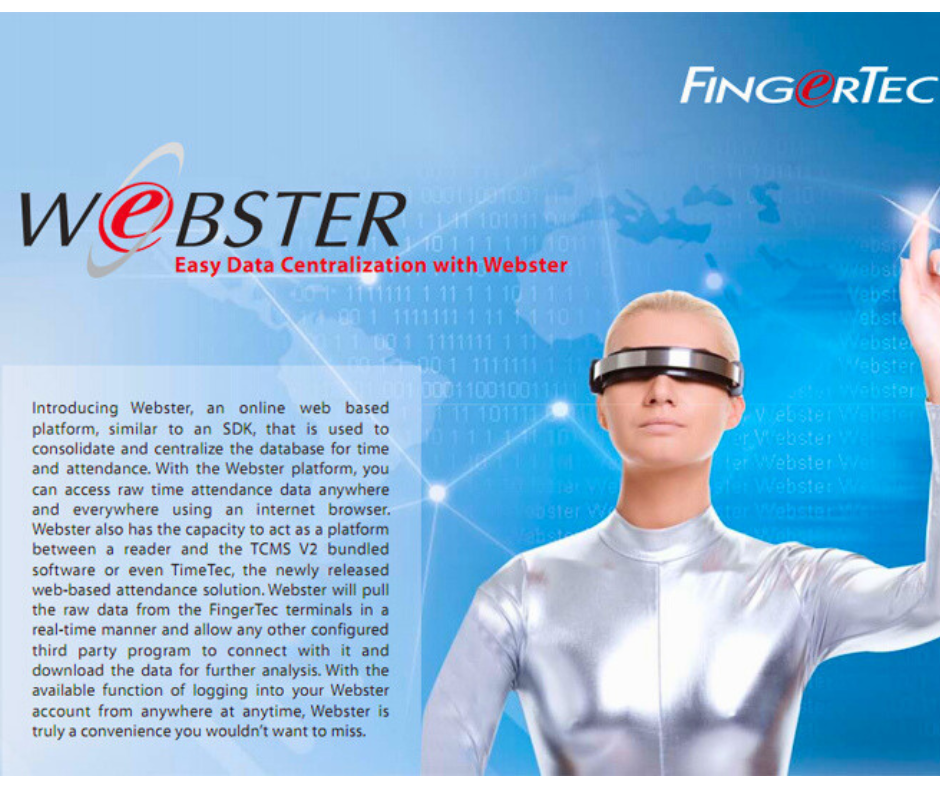 FINGERTEC
WEBSTER
Easy Data Centralization with Webster
Introducing Webster, an online web based
platform, similar to an SDK, that is used to
consolidate and centralize the database for time
and attendance. With the Webster platform, you
can access raw time attendance data anywhere
and everywhere using an internet browser.
Webster also has the capacity to act as a platform
between a reader and the TCMS V2 bundled
software or even TimeTec, the newly released
web-based attendance solution. Webster will pull
the raw data from the FingerTec terminals in a
real-time manner and allow any other configured
third party program to connect with it and
download the data for further analysis. With the
available function of logging into your Webster
account from anywhere at anytime, Webster is
truly a convenience you wouldn't want to miss.